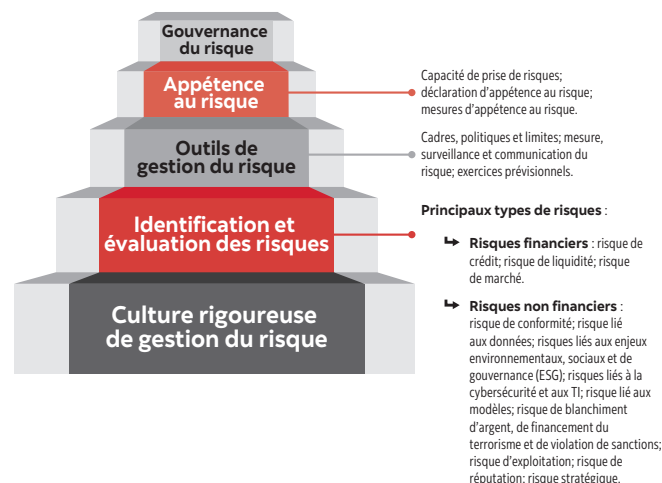 Gouvernance
du risque
Appétence
au risque
Capacité de prise de risques;
déclaration d'appétence au risque;
mesures d'appétence au risque.
Outils de
gestion du risque
Cadres, politiques et limites; mesure,
surveillance et communication du
risque; exercices prévisionnels.
Identification et
évaluation des risques
Principaux types de risques :
Risques financiers : risque de
crédit; risque de liquidité; risque
de marché.
Risques non financiers :
risque de conformité; risque lié
aux données; risques liés aux enjeux
environnementaux, sociaux et de
gouvernance (ESG); risques liés à la
cybersécurité et aux TI; risque lié aux
modèles; risque de blanchiment
d'argent, de financement du
terrorisme et de violation de sanctions;
risque d'exploitation; risque de
réputation; risque stratégique.
Culture rigoureuse
de gestion du risque